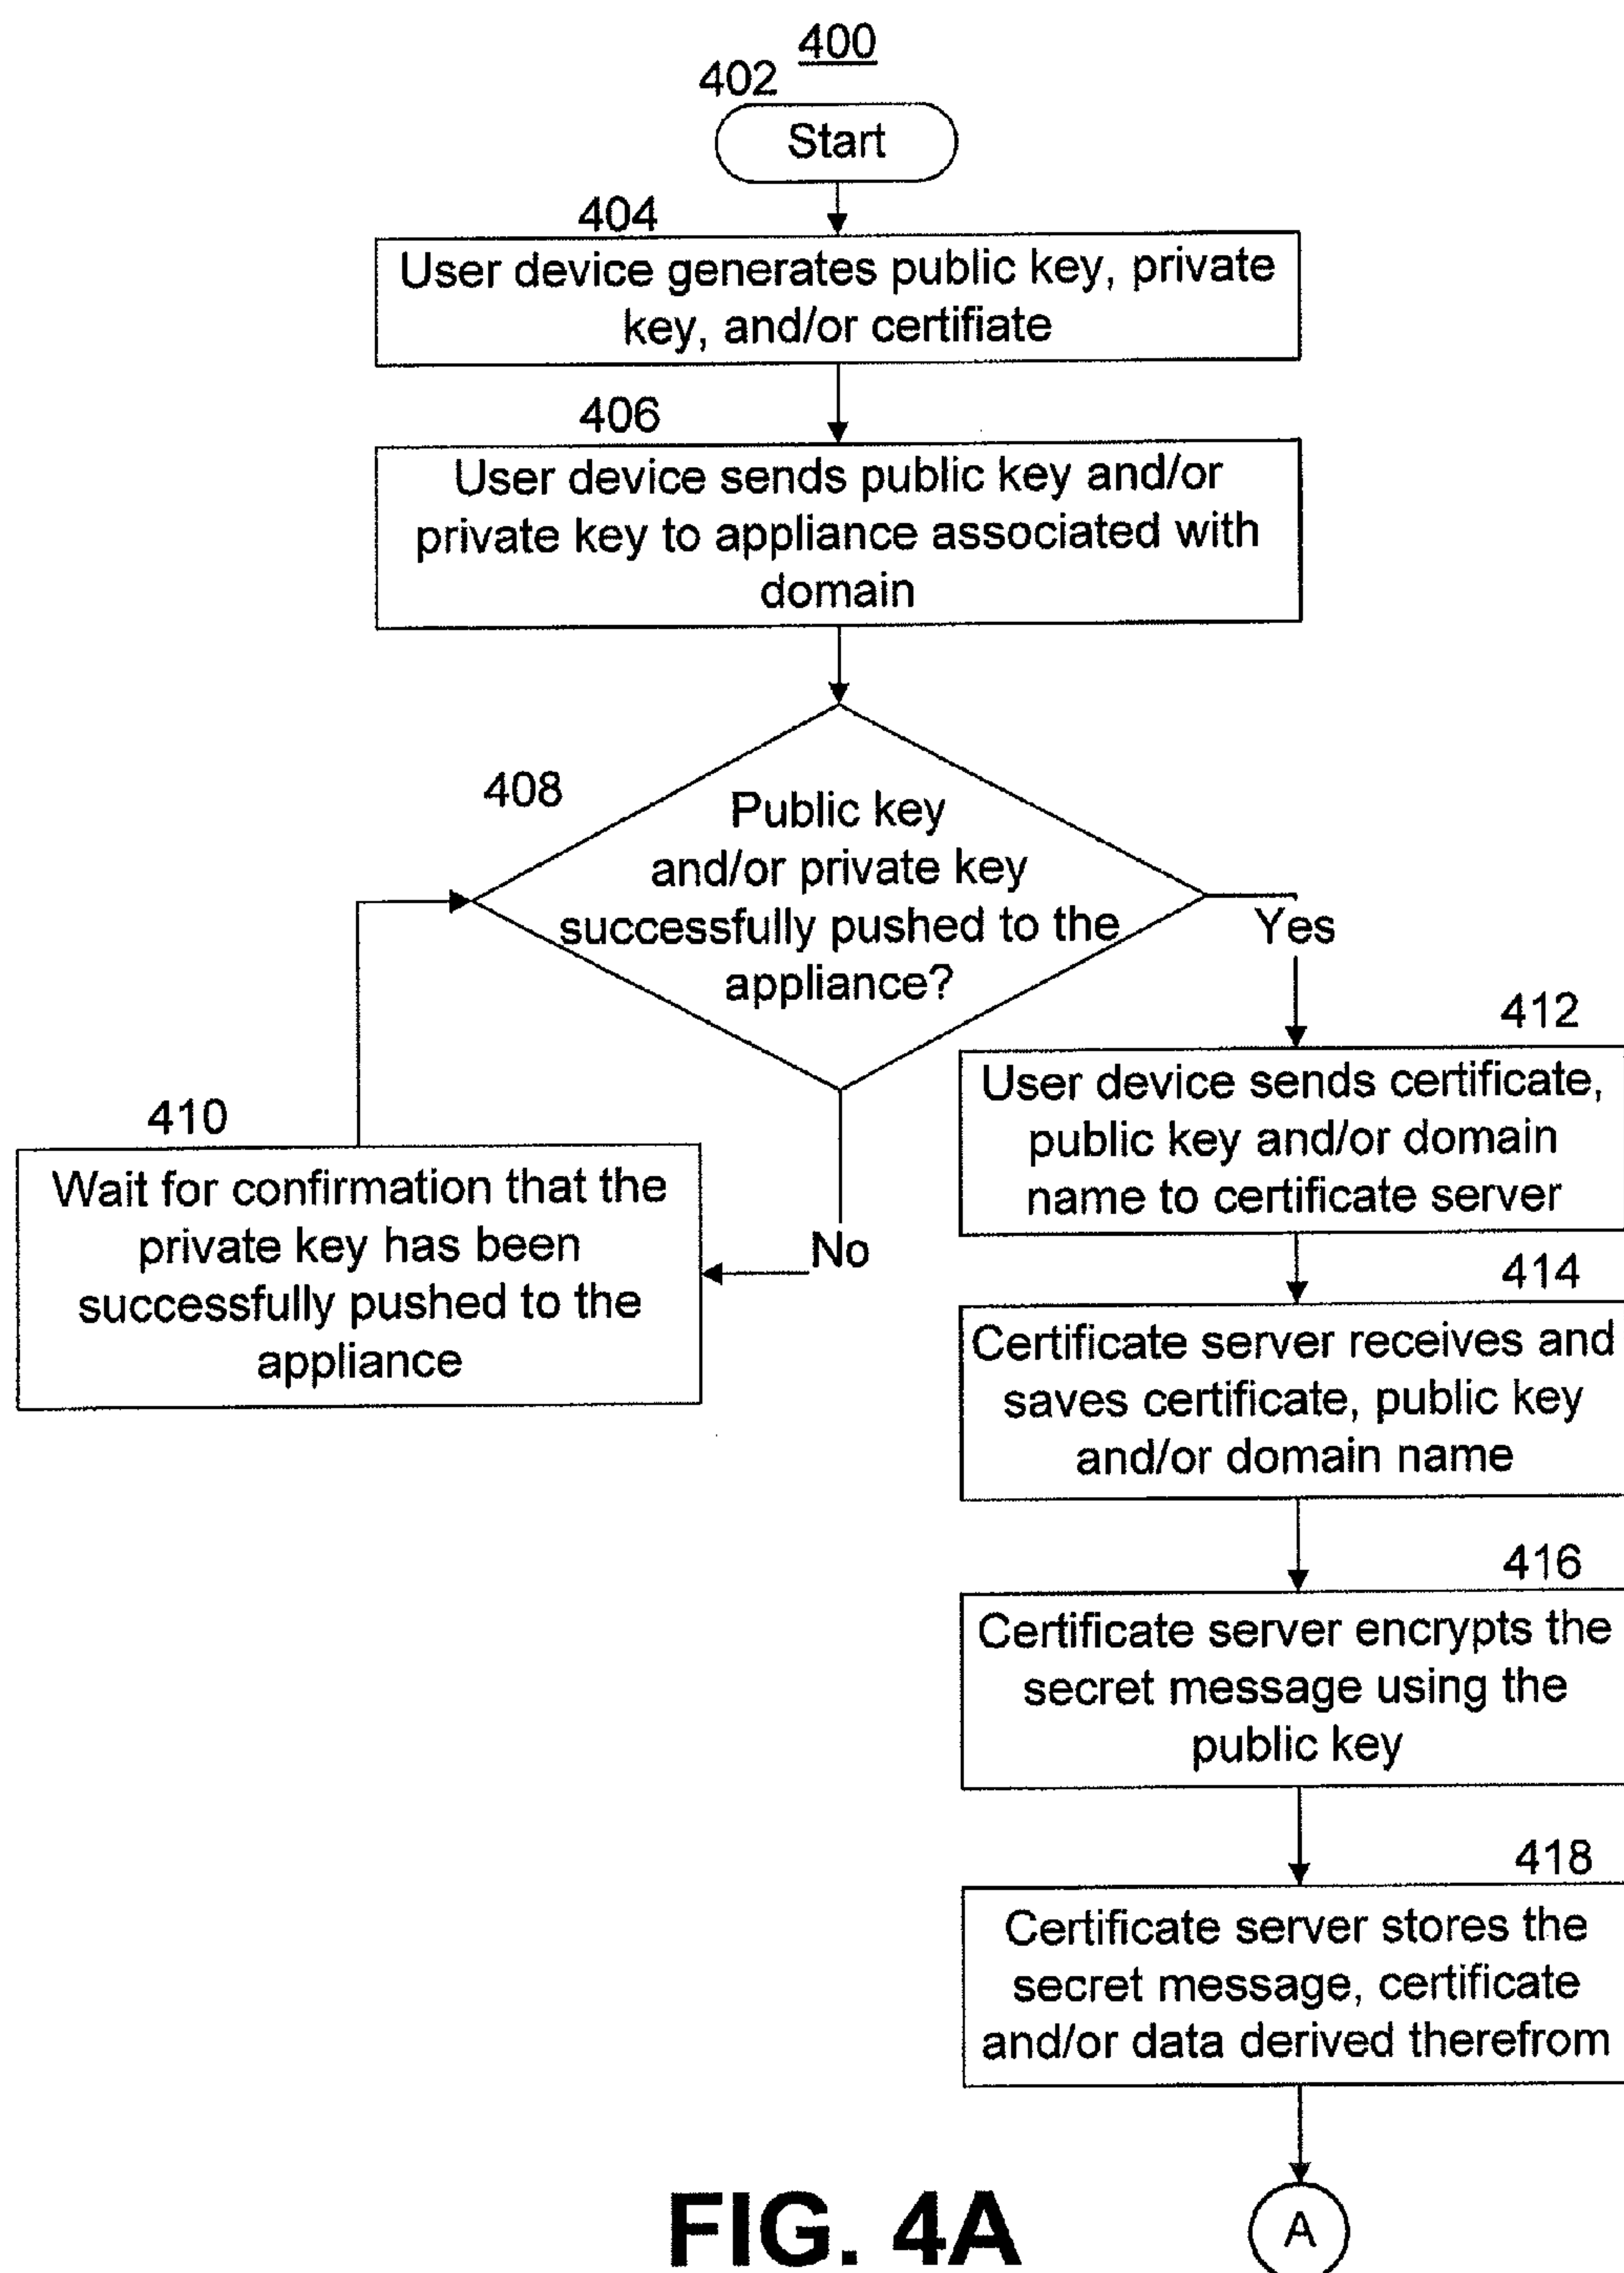 400
402
Start
404
User device generates public key, private
key, and/or certifiate
406
User device sends public key and/or
private key to appliance associated with
domain
408
Public key
and/or private key
successfully pushed to the
appliance?
Yes
412
User device sends certificate,
public key and/or domain
name to certificate server
410
Wait for confirmation that the
private key has been
successfully pushed to the
appliance
No
414
Certificate server receives and
saves certificate, public key
and/or domain name
416
Certificate server encrypts the
secret message using the
public key
418
Certificate server stores the
secret message, certificate
and/or data derived therefrom
FIG. 4A
A